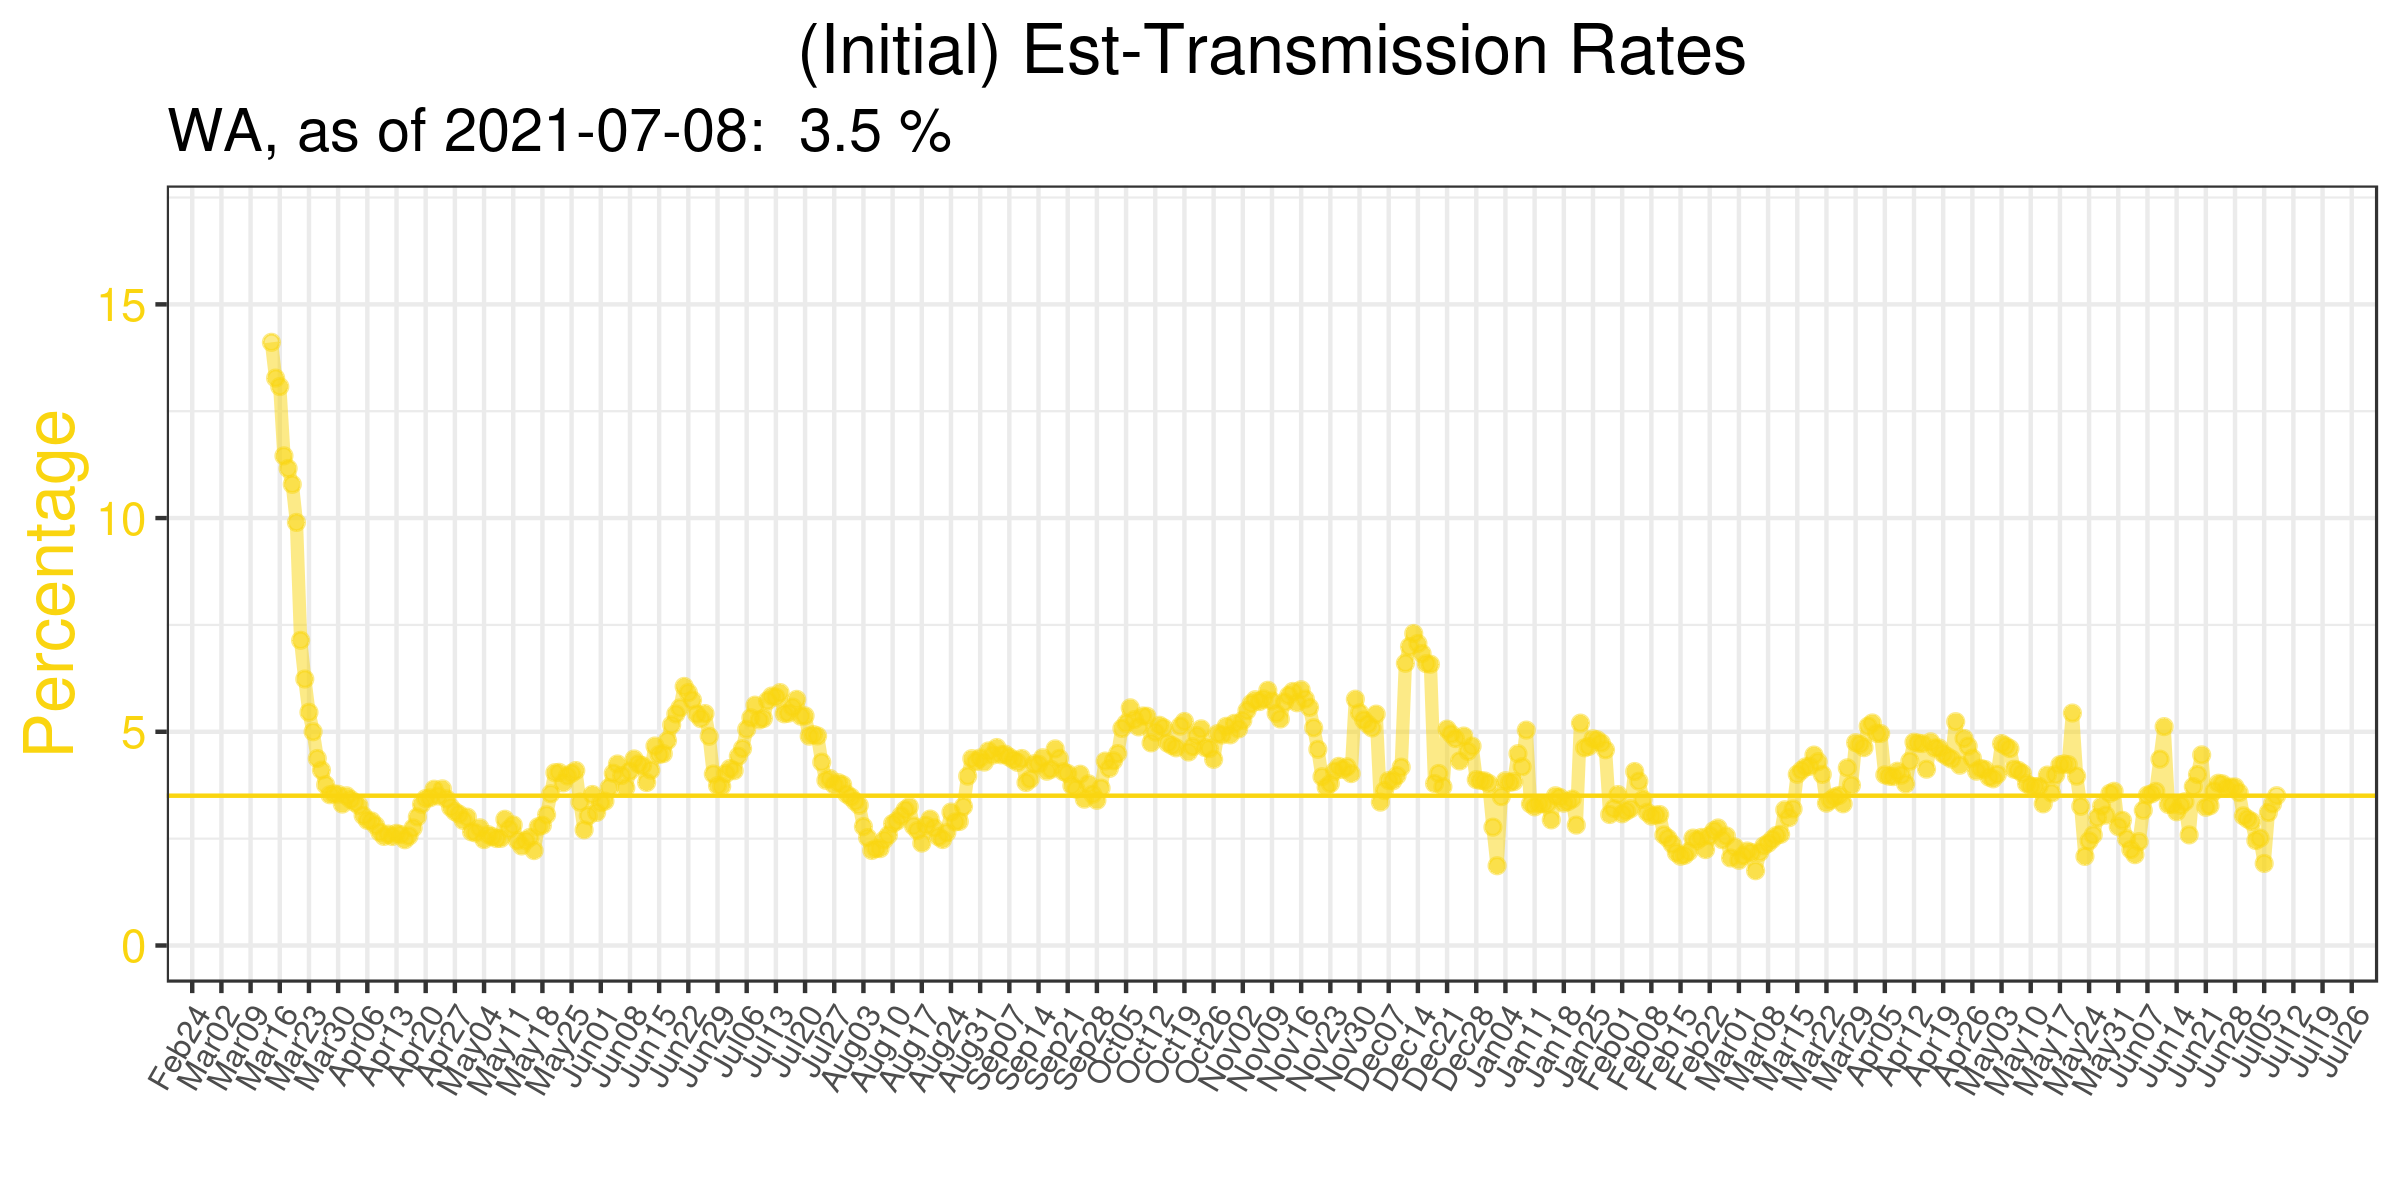 (Initial) Est-Transmission Rates
WA, as of 2021-07-08:  3.5 %
Percentage
15
10
5
0
Feb24
Mar02
Mar09
Mar16
Mar23
Mar30
Apr06
Apr13
Apr20
Apr27
May04
May11
May18
May25
Jun01
Jun08
Jun15
Jun22
Jun29
Jul06
Jul13
Jul20
Jul27
Aug03
Aug10
Aug17
Aug24
Aug31
Sep07
Sep14
Sep21
Sep28
Oct05
Oct12
Oct19
Oct26
Nov02
Nov09
Nov16
Nov23
Nov30
Dec07
Dec14
Dec21
Dec28
Jan04
Jan11
Jan18
Jan25
Feb01
Feb08
Feb15
Feb22
Mar01
Mar08
Mar15
Mar22
Mar29
Apr05
Apr12
Apr19
Apr26
May03
May10
May17
May24
May31
Jun07
Jun14
Jun21
Jun28
Jul05
Jul12
Jul19
Jul26